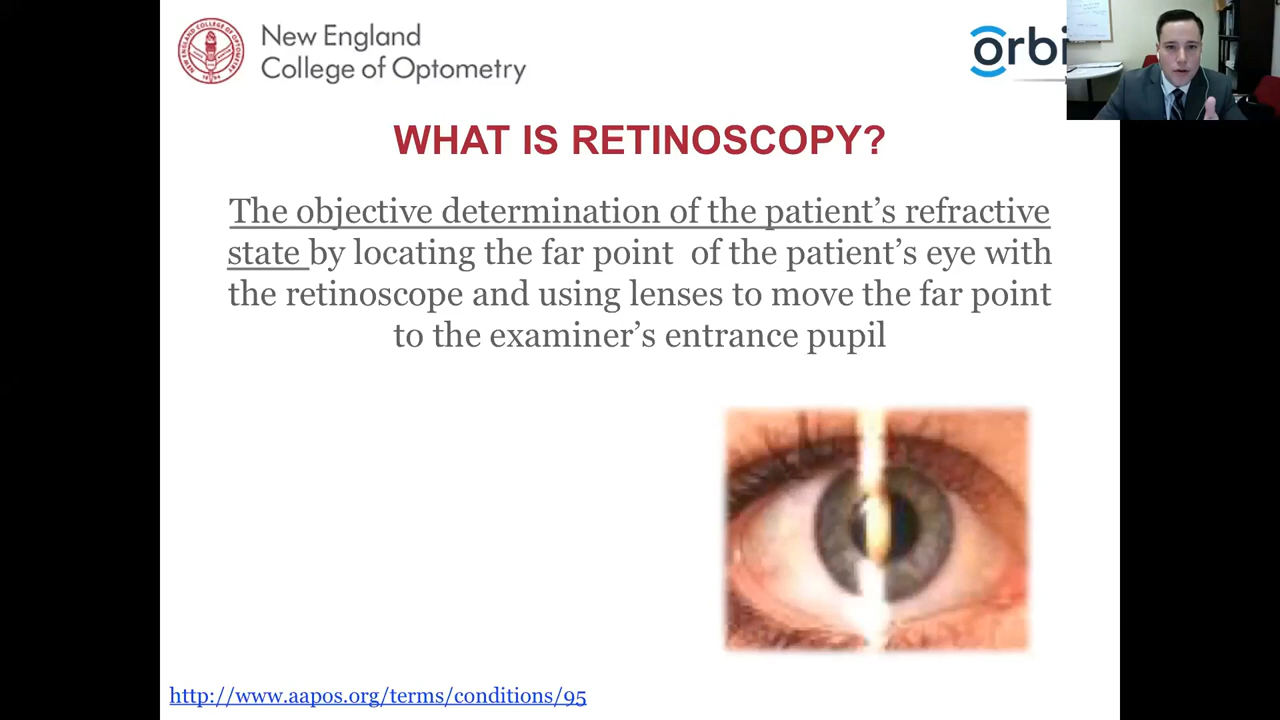 New England
College of Optometry
orbi
WHAT IS RETINOSCOPY?
The objective determination of the patient’s refractive
state by locating the far point of the patient’s eye with
the retinoscope and using lenses to move the far point
to the examiner’s entrance pupil
http://www.aapos.org/terms/conditions/95